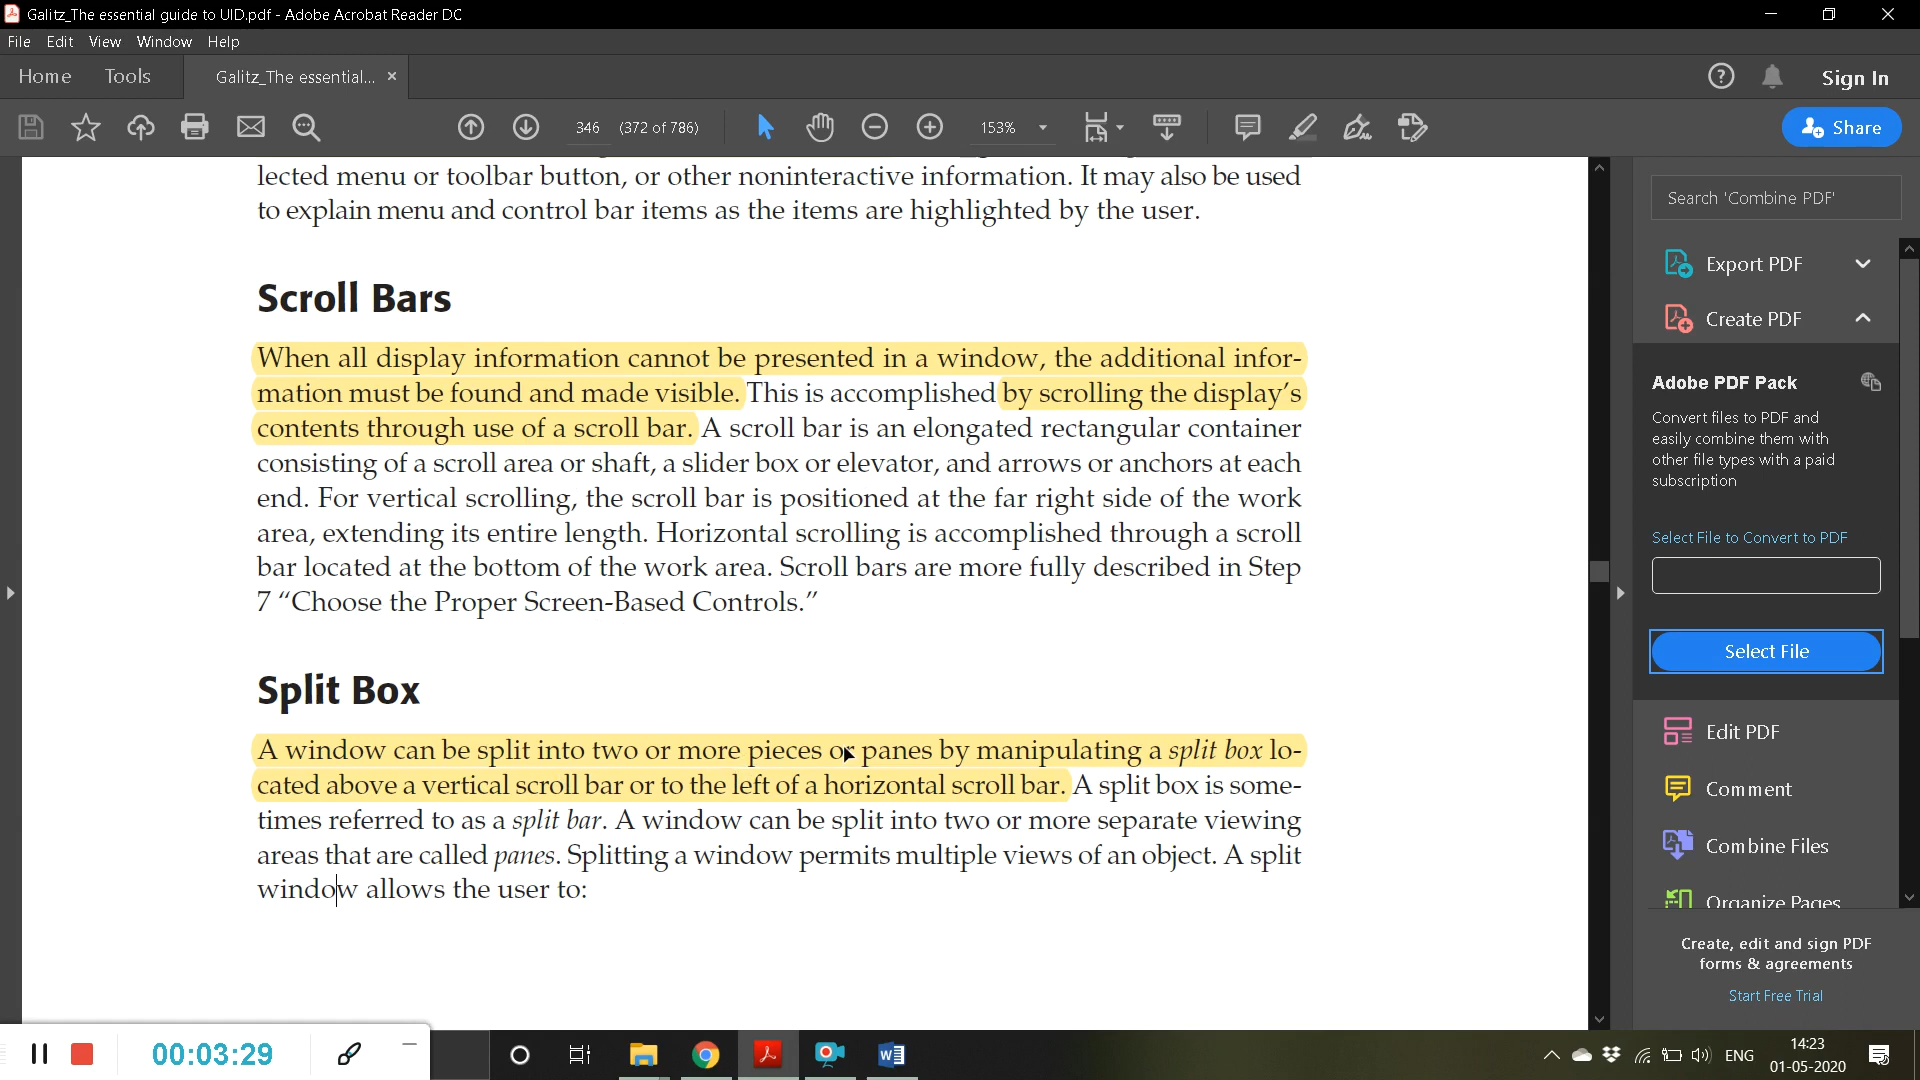 Galitz_The essential guide to UID.pdf - Adobe Acrobat Reader DC
File Edit View Window Help
Home Tools Galitz_The essential... × Sign In
346 (372 of 786) 153% Share
lected menu or toolbar button, or other noninteractive information. It may also be used
to explain menu and control bar items as the items are highlighted by the user.
Scroll Bars
When all display information cannot be presented in a window, the additional infor-
mation must be found and made visible. This is accomplished by scrolling the display's
contents through use of a scroll bar. A scroll bar is an elongated rectangular container
consisting of a scroll area or shaft, a slider box or elevator, and arrows or anchors at each
end. For vertical scrolling, the scroll bar is positioned at the far right side of the work
area, extending its entire length. Horizontal scrolling is accomplished through a scroll
bar located at the bottom of the work area. Scroll bars are more fully described in Step
7 “Choose the Proper Screen-Based Controls.”
Split Box
A window can be split into two or more pieces or panes by manipulating a split box lo-
cated above a vertical scroll bar or to the left of a horizontal scroll bar. A split box is some-
times referred to as a split bar. A window can be split into two or more separate viewing
areas that are called panes. Splitting a window permits multiple views of an object. A split
window allows the user to:
Search 'Combine PDF'
Export PDF
Create PDF
Adobe PDF Pack
Convert files to PDF and
easily combine them with
other file types with a paid
subscription
Select File to Convert to PDF
Select File
Edit PDF
Comment
Combine Files
Organize Pages
Create, edit and sign PDF
forms & agreements
Start Free Trial
00:03:29
ENG
14:23
01-05-2020